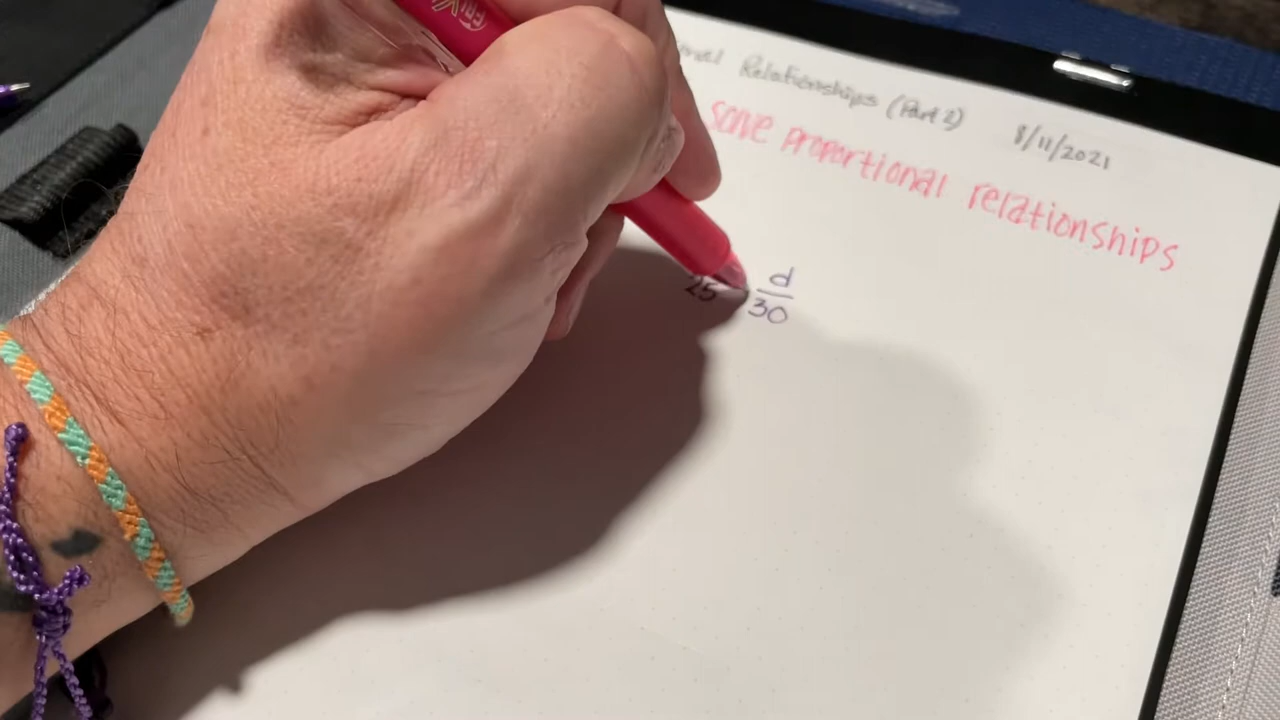 Relationships (Part 2) 8/11/2021
solve proportional relationships
d
25
30